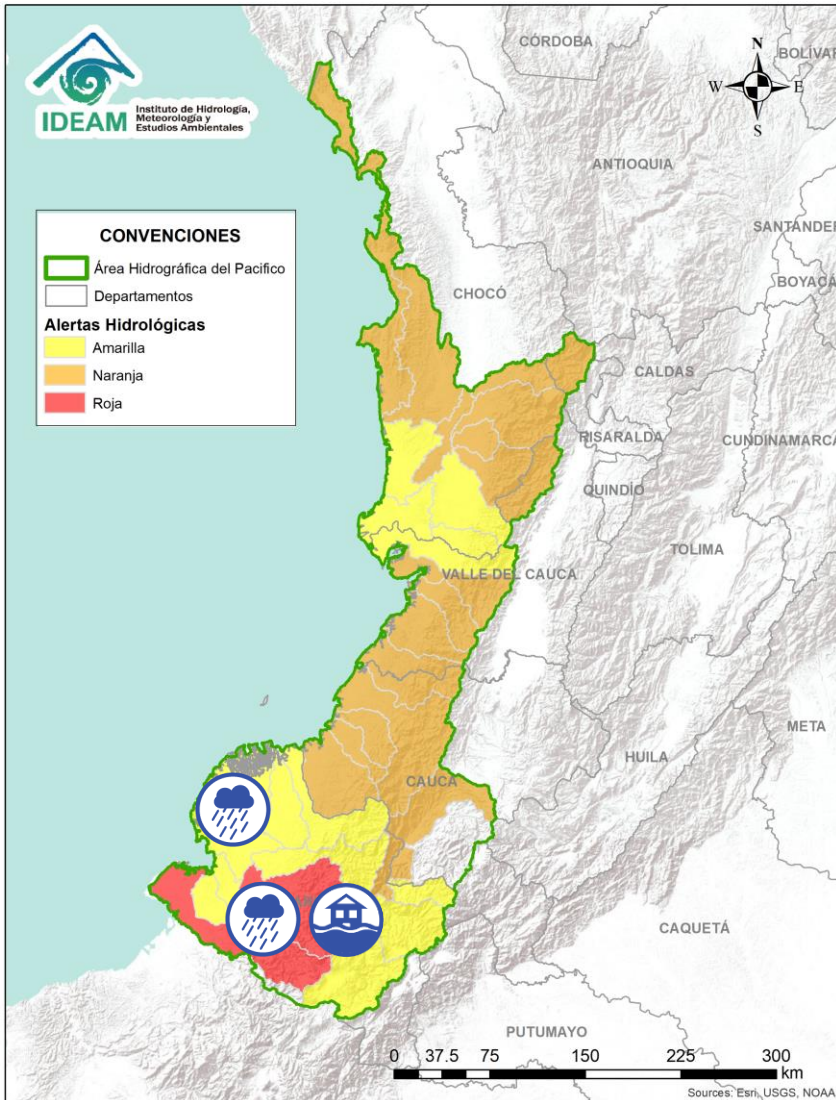 IDEAM
Instituto de Hidrología,
Meteorología y
Estudios Ambientales
CÓRDOBA
BOLÍVAR
N
W
E
S
ANTIOQUIA
SANTANDER
BOYACÁ
CONVENCIONES
Área Hidrográfica del Pacifico
Departamentos
Alertas Hidrológicas
Amarilla
Naranja
Roja
CHOCÓ
CALDAS
RISARALDA
CUNDINAMARCA
QUINDÍO
TOLIMA
VALLE DEL CAUCA
META
HUILA
CAUCA
CAQUETÁ
PUTUMAYO
0 37.5 75 150 225 300
km
Sources: Esri, USGS, NOAA